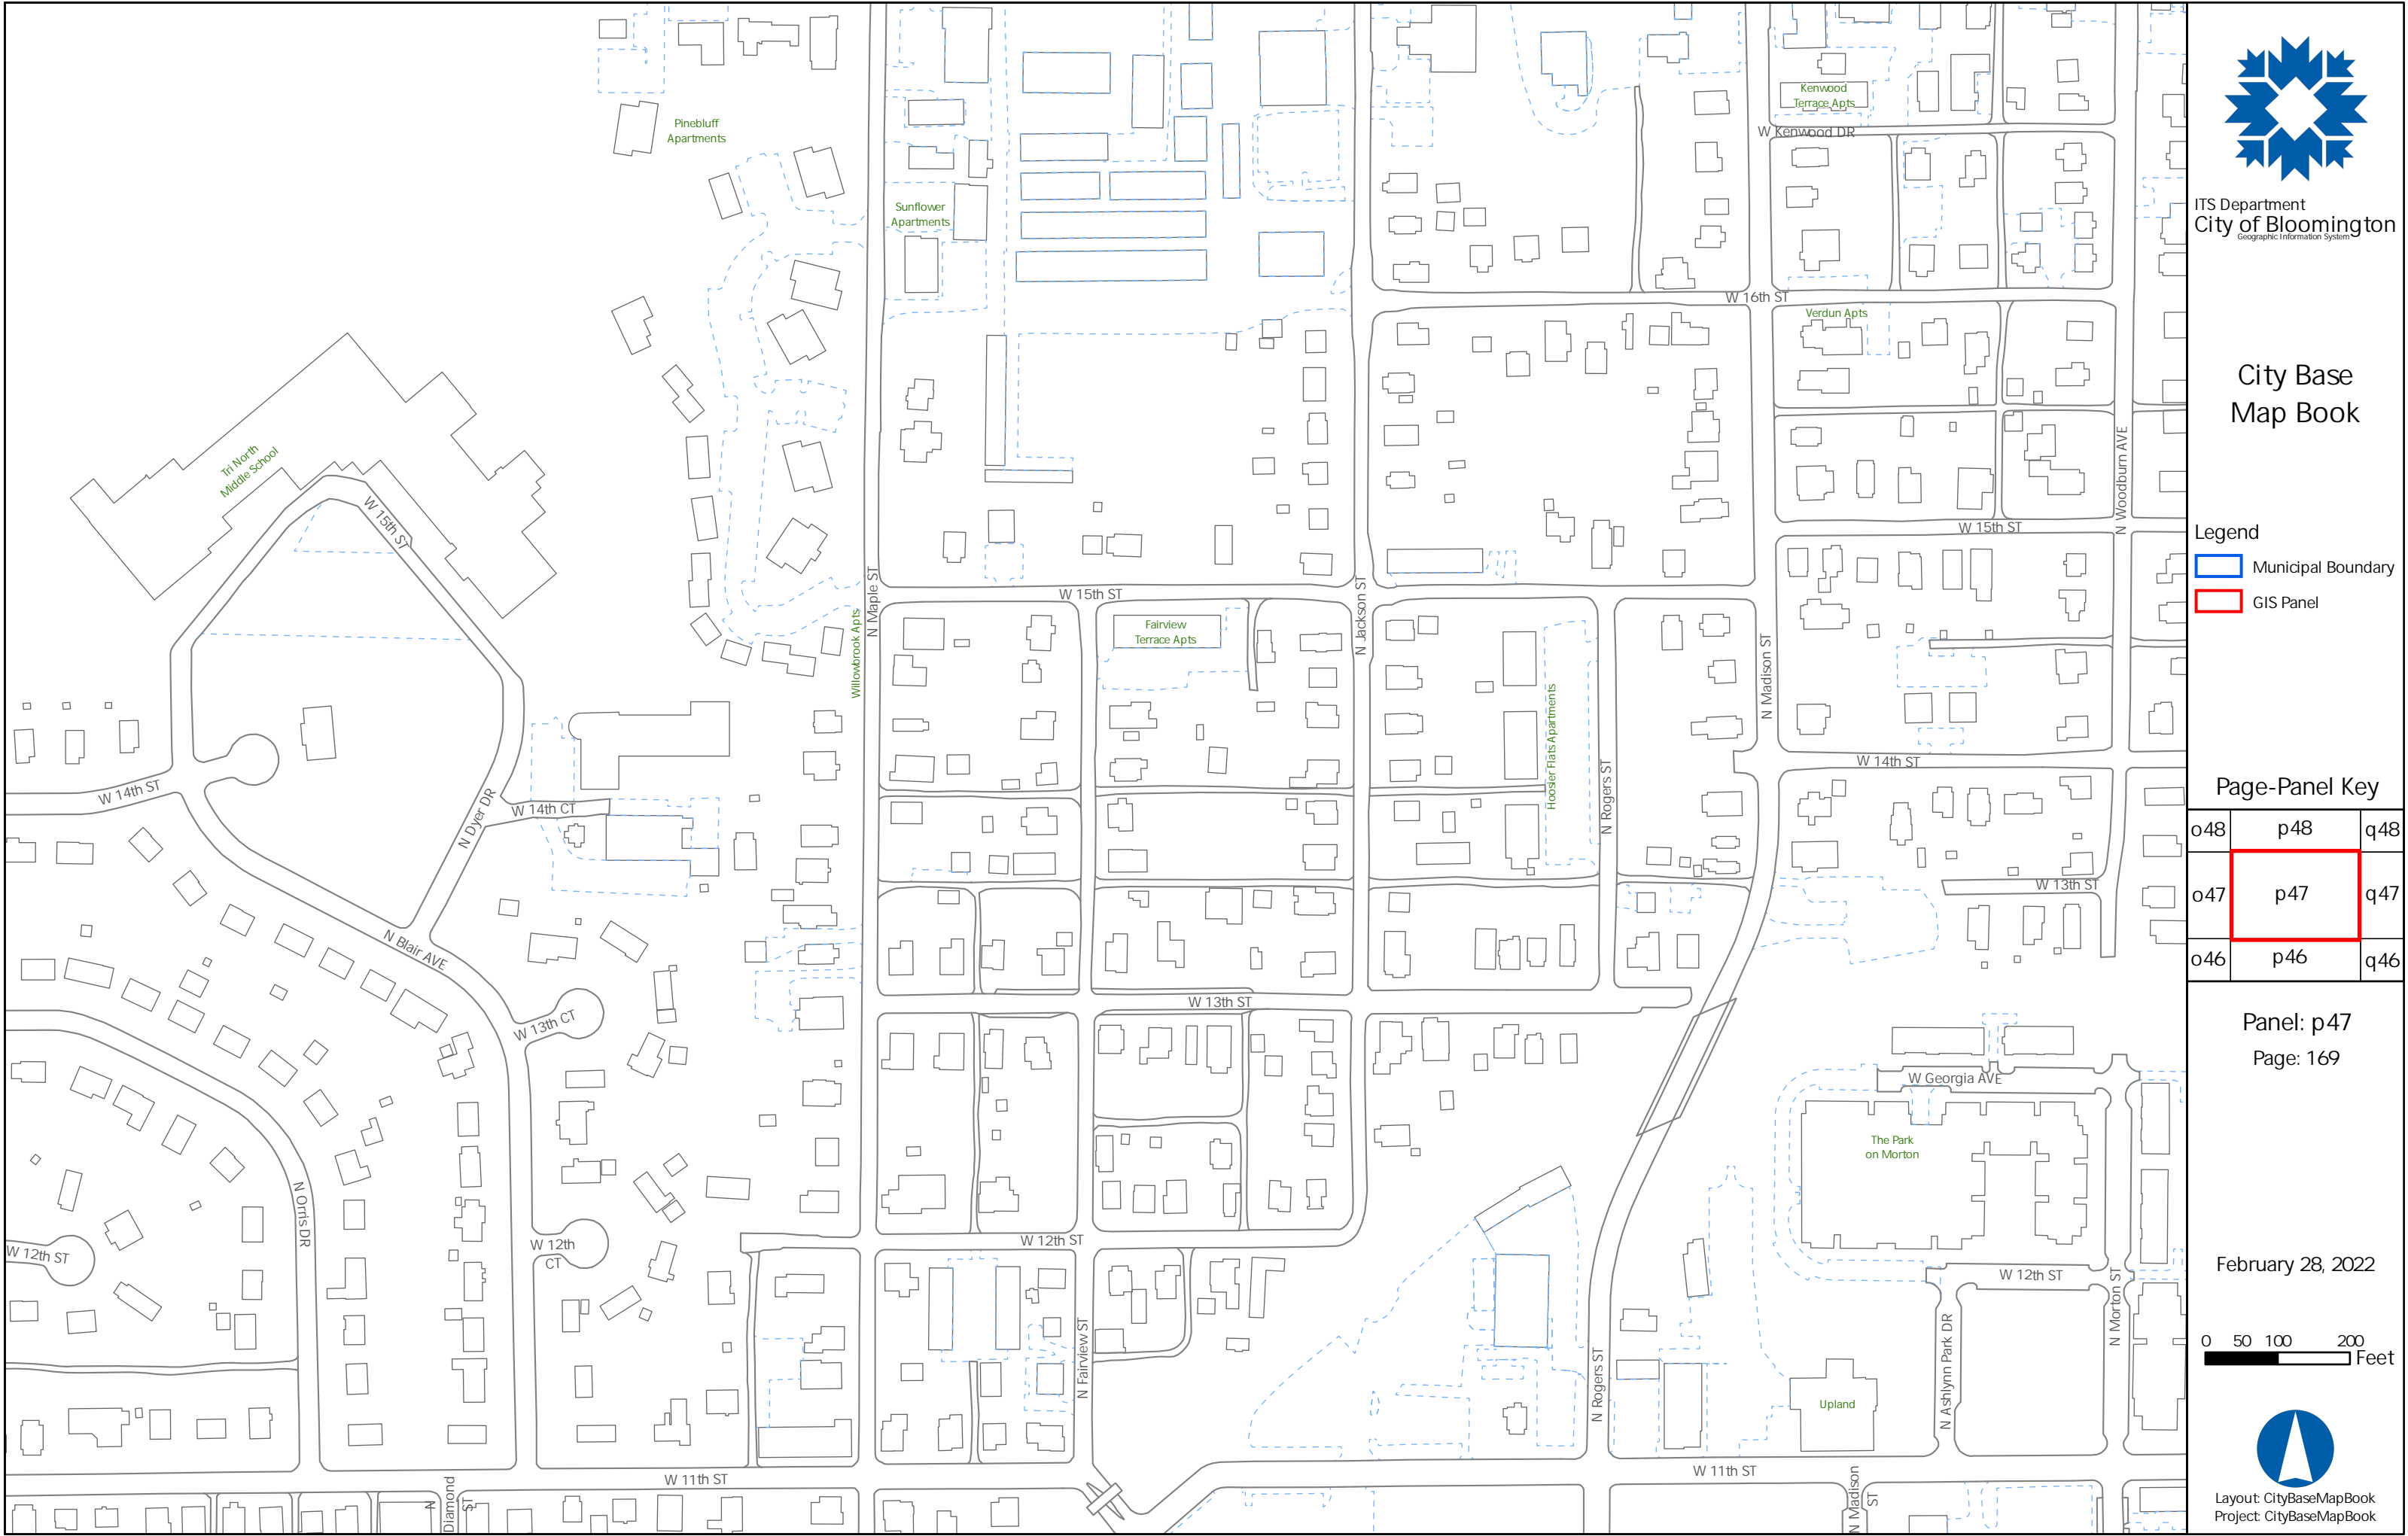 Pinebluff
Apartments
Sunflower
Apartments
Kenwood
Terrace Apts
W Kenwood DR
W 16th ST
Verdun Apts
N Woodburn AVE
W 15th ST
Tri North
Middle School
W 15th ST
Willowbrook Apts
N Maple ST
W 15th ST
Fairview
Terrace Apts
N Jackson ST
Hoosier Flats Apartments
N Rogers ST
N Madison ST
W 14th ST
W 14th ST
N Dyer DR
W 14th CT
W 13th ST
N Blair AVE
W 13th CT
W 13th ST
W Georgia AVE
The Park
on Morton
N Orris DR
W 12th ST
W 12th
CT
W 12th ST
W 12th ST
N Morton ST
N Ashlynn Park DR
N Fairview ST
N Rogers ST
Upland
W 11th ST
W 11th ST
N
Diamond
ST
N Madison
ST
ITS Department
City of Bloomington
Geographic Information System
City Base
Map Book
Legend
Municipal Boundary
GIS Panel
Page-Panel Key
o48 p48 q48
o47 p47 q47
o46 p46 q46
Panel: p47
Page: 169
February 28, 2022
0 50 100 200
Feet
Layout: CityBaseMapBook
Project: CityBaseMapBook